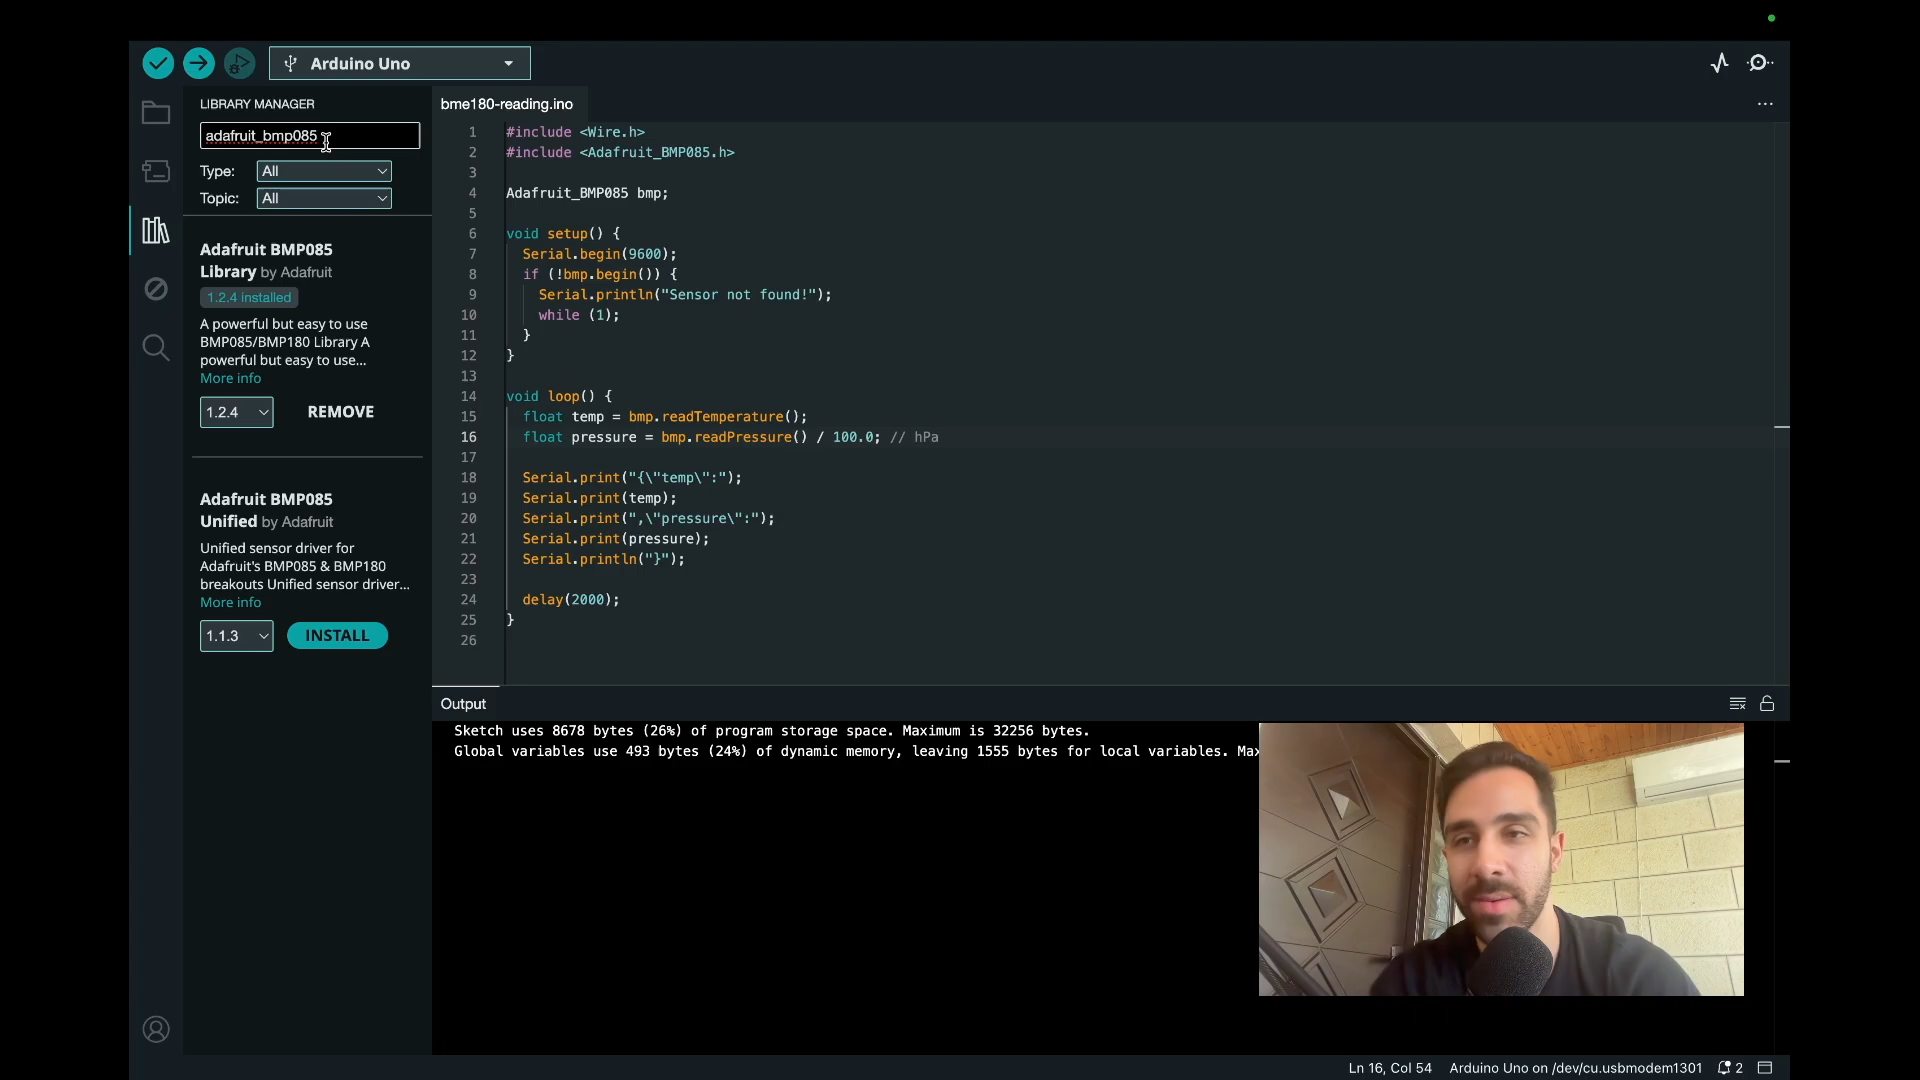 Arduino Uno
LIBRARY MANAGER
adafruit_bmp085
Type: All
Topic: All
Adafruit BMP085
Library by Adafruit
1.2.4 installed
A powerful but easy to use
BMP085/BMP180 Library A
powerful but easy to use...
More info
1.2.4 REMOVE
Adafruit BMP085
Unified by Adafruit
Unified sensor driver for
Adafruit's BMP085 & BMP180
breakouts Unified sensor driver...
More info
1.1.3 INSTALL
bme180-reading.ino
1 #include <Wire.h>
2 #include <Adafruit_BMP085.h>
3
4 Adafruit_BMP085 bmp;
5
6 void setup() {
7 Serial.begin(9600);
8 if (!bmp.begin()) {
9 Serial.println("Sensor not found!");
10 while (1);
11 }
12 }
13
14 void loop() {
15 float temp = bmp.readTemperature();
16 float pressure = bmp.readPressure() / 100.0; // hPa
17
18 Serial.print("{\"temp\":");
19 Serial.print(temp);
20 Serial.print(",\"pressure\":");
21 Serial.print(pressure);
22 Serial.println("}");
23
24 delay(2000);
25 }
26
Output
Sketch uses 8678 bytes (26%) of program storage space. Maximum is 32256 bytes.
Global variables use 493 bytes (24%) of dynamic memory, leaving 1555 bytes for local variables. Max
Ln 16, Col 54 Arduino Uno on /dev/cu.usbmodem1301 2